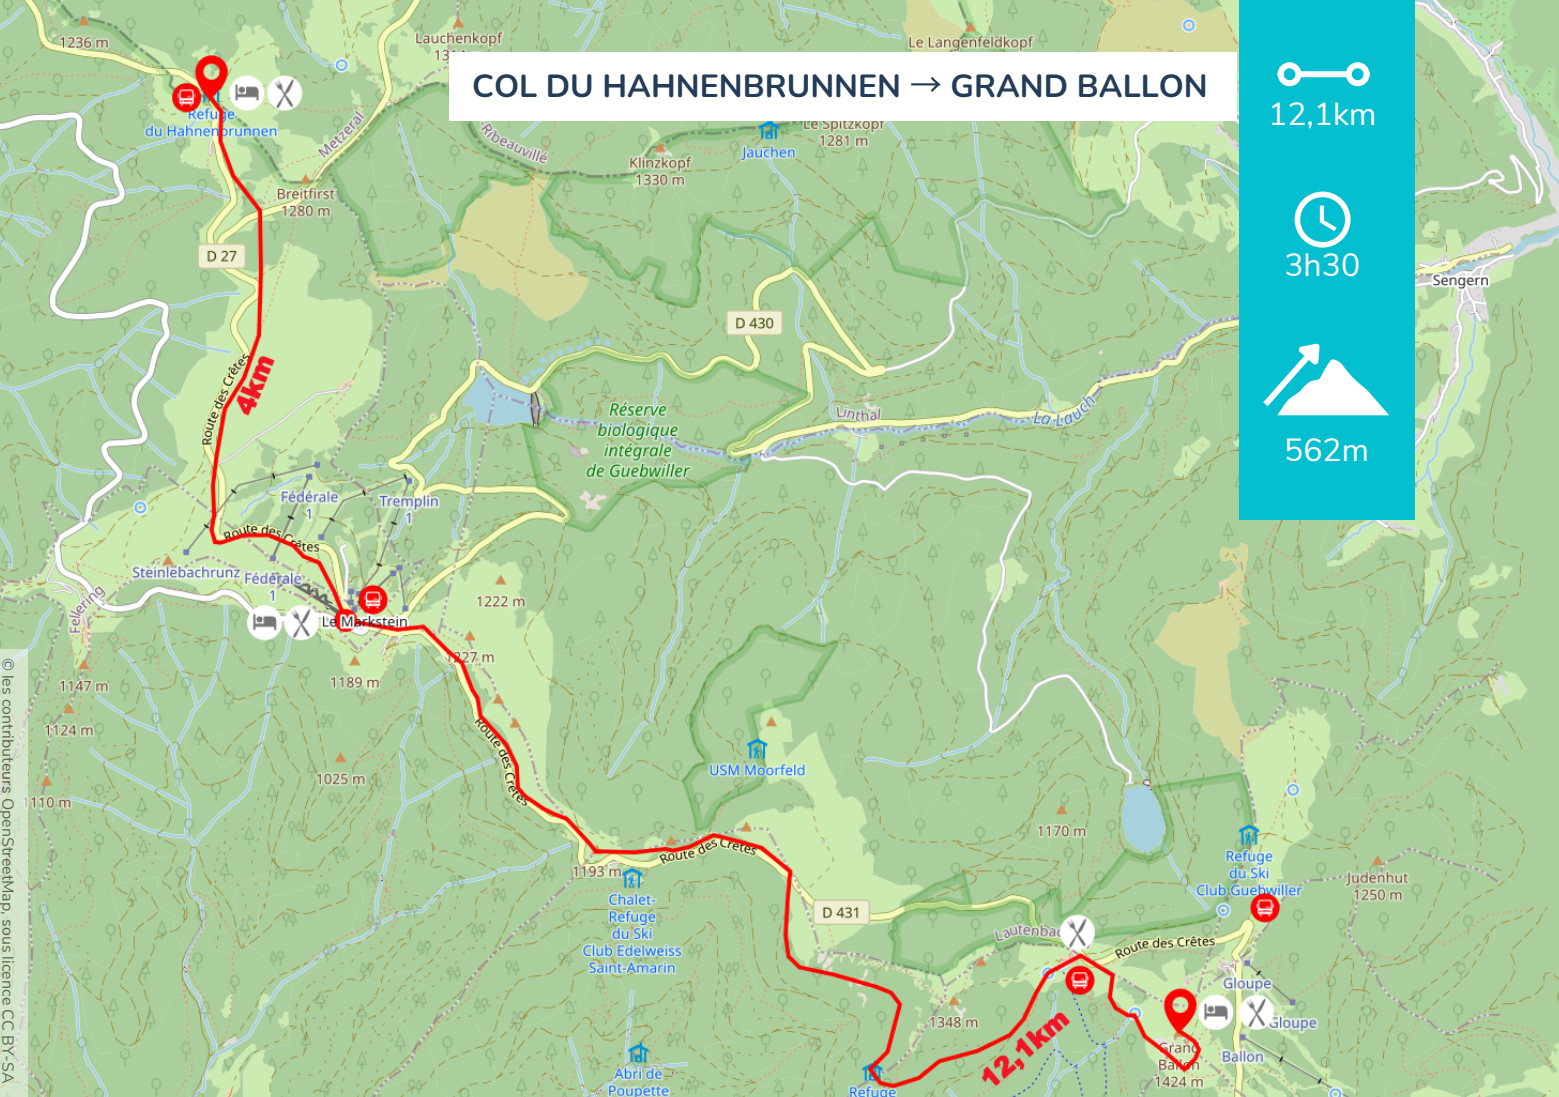 1236 m
Lauchenkopf
Le Langenfeldkopf
COL DU HAHNENBRUNNEN → GRAND BALLON
12,1km
3h30
562m
Refuge
du Hahnenbrunnen
Metzeral
Ribeauvillé
Le Spitzkopf
1281 m
Jauchen
Klinzkopf
1330 m
Breitfirst
1280 m
D 27
Sengern
D 430
Route des Crêtes
4km
Réserve
biologique
intégrale
de Guebwiller
Linthal
La Lauch
Fédérale
1
Tremplin
1
Route des Crêtes
Steinlebachrunz
Fédérale
1
Fellering
Le Markstein
1222 m
1227 m
1189 m
1147 m
1124 m
1025 m
1110 m
Route des Crêtes
USM Moorfeld
1170 m
Route des Crêtes
1193 m
Chalet-
Refuge
du Ski
Club Edelweiss
Saint-Amarin
Refuge
du Ski
Club Guebwiller
Judenhut
1250 m
D 431
Route des Crêtes
Gloupe
Gloupe
1348 m
12,1km
Grand
Ballon
1424 m
Ballon
Abri de
Poupette
Refuge
© les contributeurs OpenStreetMap, sous licence CC BY-SA